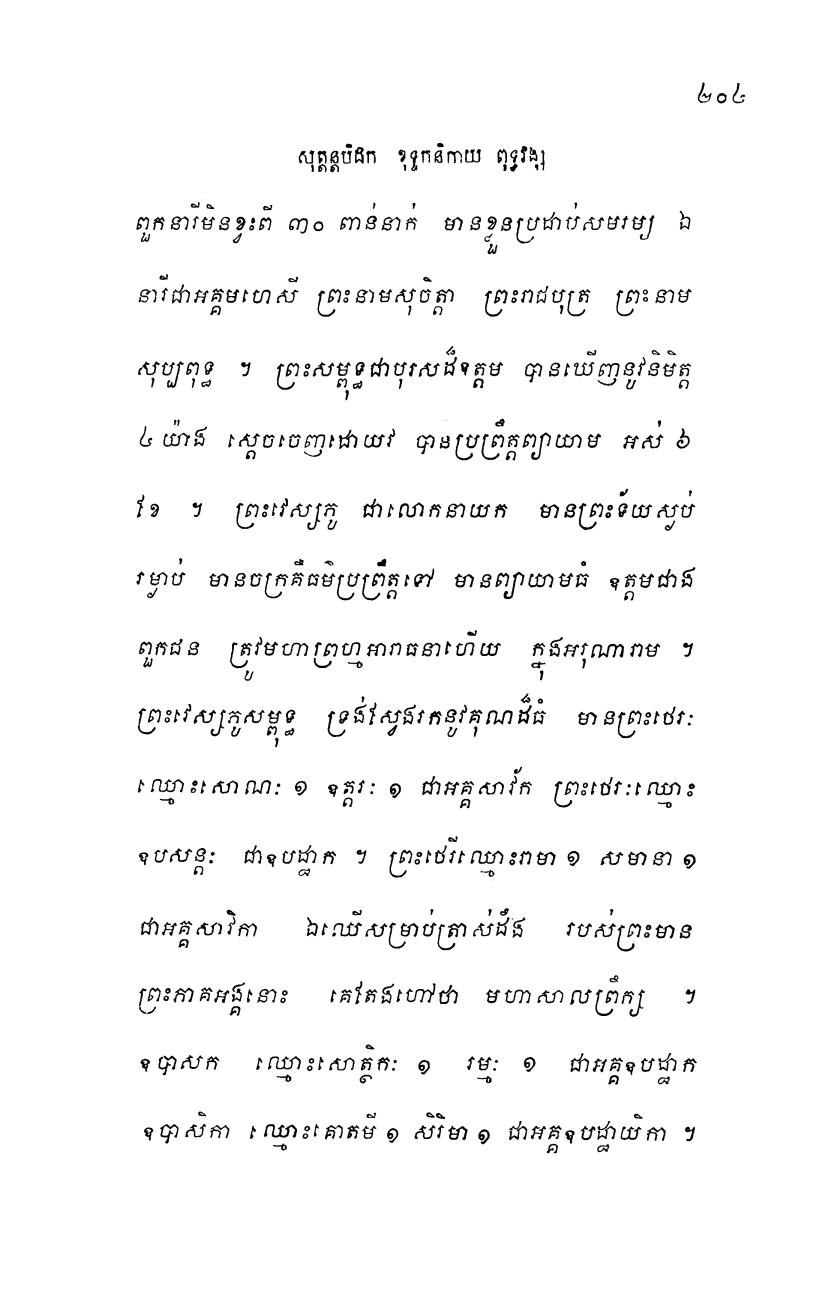 ២០៤
សុត្តន្តបិដក ខុទ្ទកនិកាយ ពុទ្ធវង្ស
ពួកនារីមិនខ្វះពី ៣០ ពាន់នាក់ មានខ្លួនប្រដាប់សមរម្យ ឯ
នារីជាអគ្គមហេសី ព្រះនាមសុចិត្តា ព្រះរាជបុត្រ ព្រះនាម
សុប្បពុទ្ធ ។ ព្រះសម្ពុទ្ធជាបុរសដ៏ឧត្តម បានឃើញនូវនិមិត្ត
៤ យ៉ាង ស្តេចចេញដោយវ បានប្រព្រឹត្តព្យាយាម អស់ ៦
ខែ ។ ព្រះវេស្សភូ ជាលោកនាយក មានព្រះទ័យស្ងប់
រម្ងាប់ មានចក្រគឺធម៌ប្រព្រឹត្តទៅ មានព្យាយាមធំ ឧត្តមជាង
ពួកជន ត្រូវមហាព្រហ្មអារាធនាហើយ ក្នុងអរុណារាម ។
ព្រះវេស្សភូសម្ពុទ្ធ ទ្រង់ស្វែងរកនូវគុណដ៏ធំ មានព្រះថេរៈ
ឈ្មោះសោណៈ ១ ឧត្តរៈ ១ ជាអគ្គសាវ័ក ព្រះថេរៈឈ្មោះ
ឧបសន្តៈ ជាឧបដ្ឋាក ។ ព្រះថេរីឈ្មោះរាមា ១ សមានា ១
ជាអគ្គសាវិកា ឯឈើសម្រាប់ត្រាស់ដឹង របស់ព្រះមាន
ព្រះភាគអង្គនោះ គេតែងហៅថា មហាសាលព្រឹក្ស ។
ឧបាសក ឈ្មោះសោត្ថិកៈ ១ រម្មៈ ១ ជាអគ្គឧបដ្ឋាក
ឧបាសិកា ឈ្មោះគោតមី ១ សិរិមា ១ ជាអគ្គឧបដ្ឋាយិកា ។